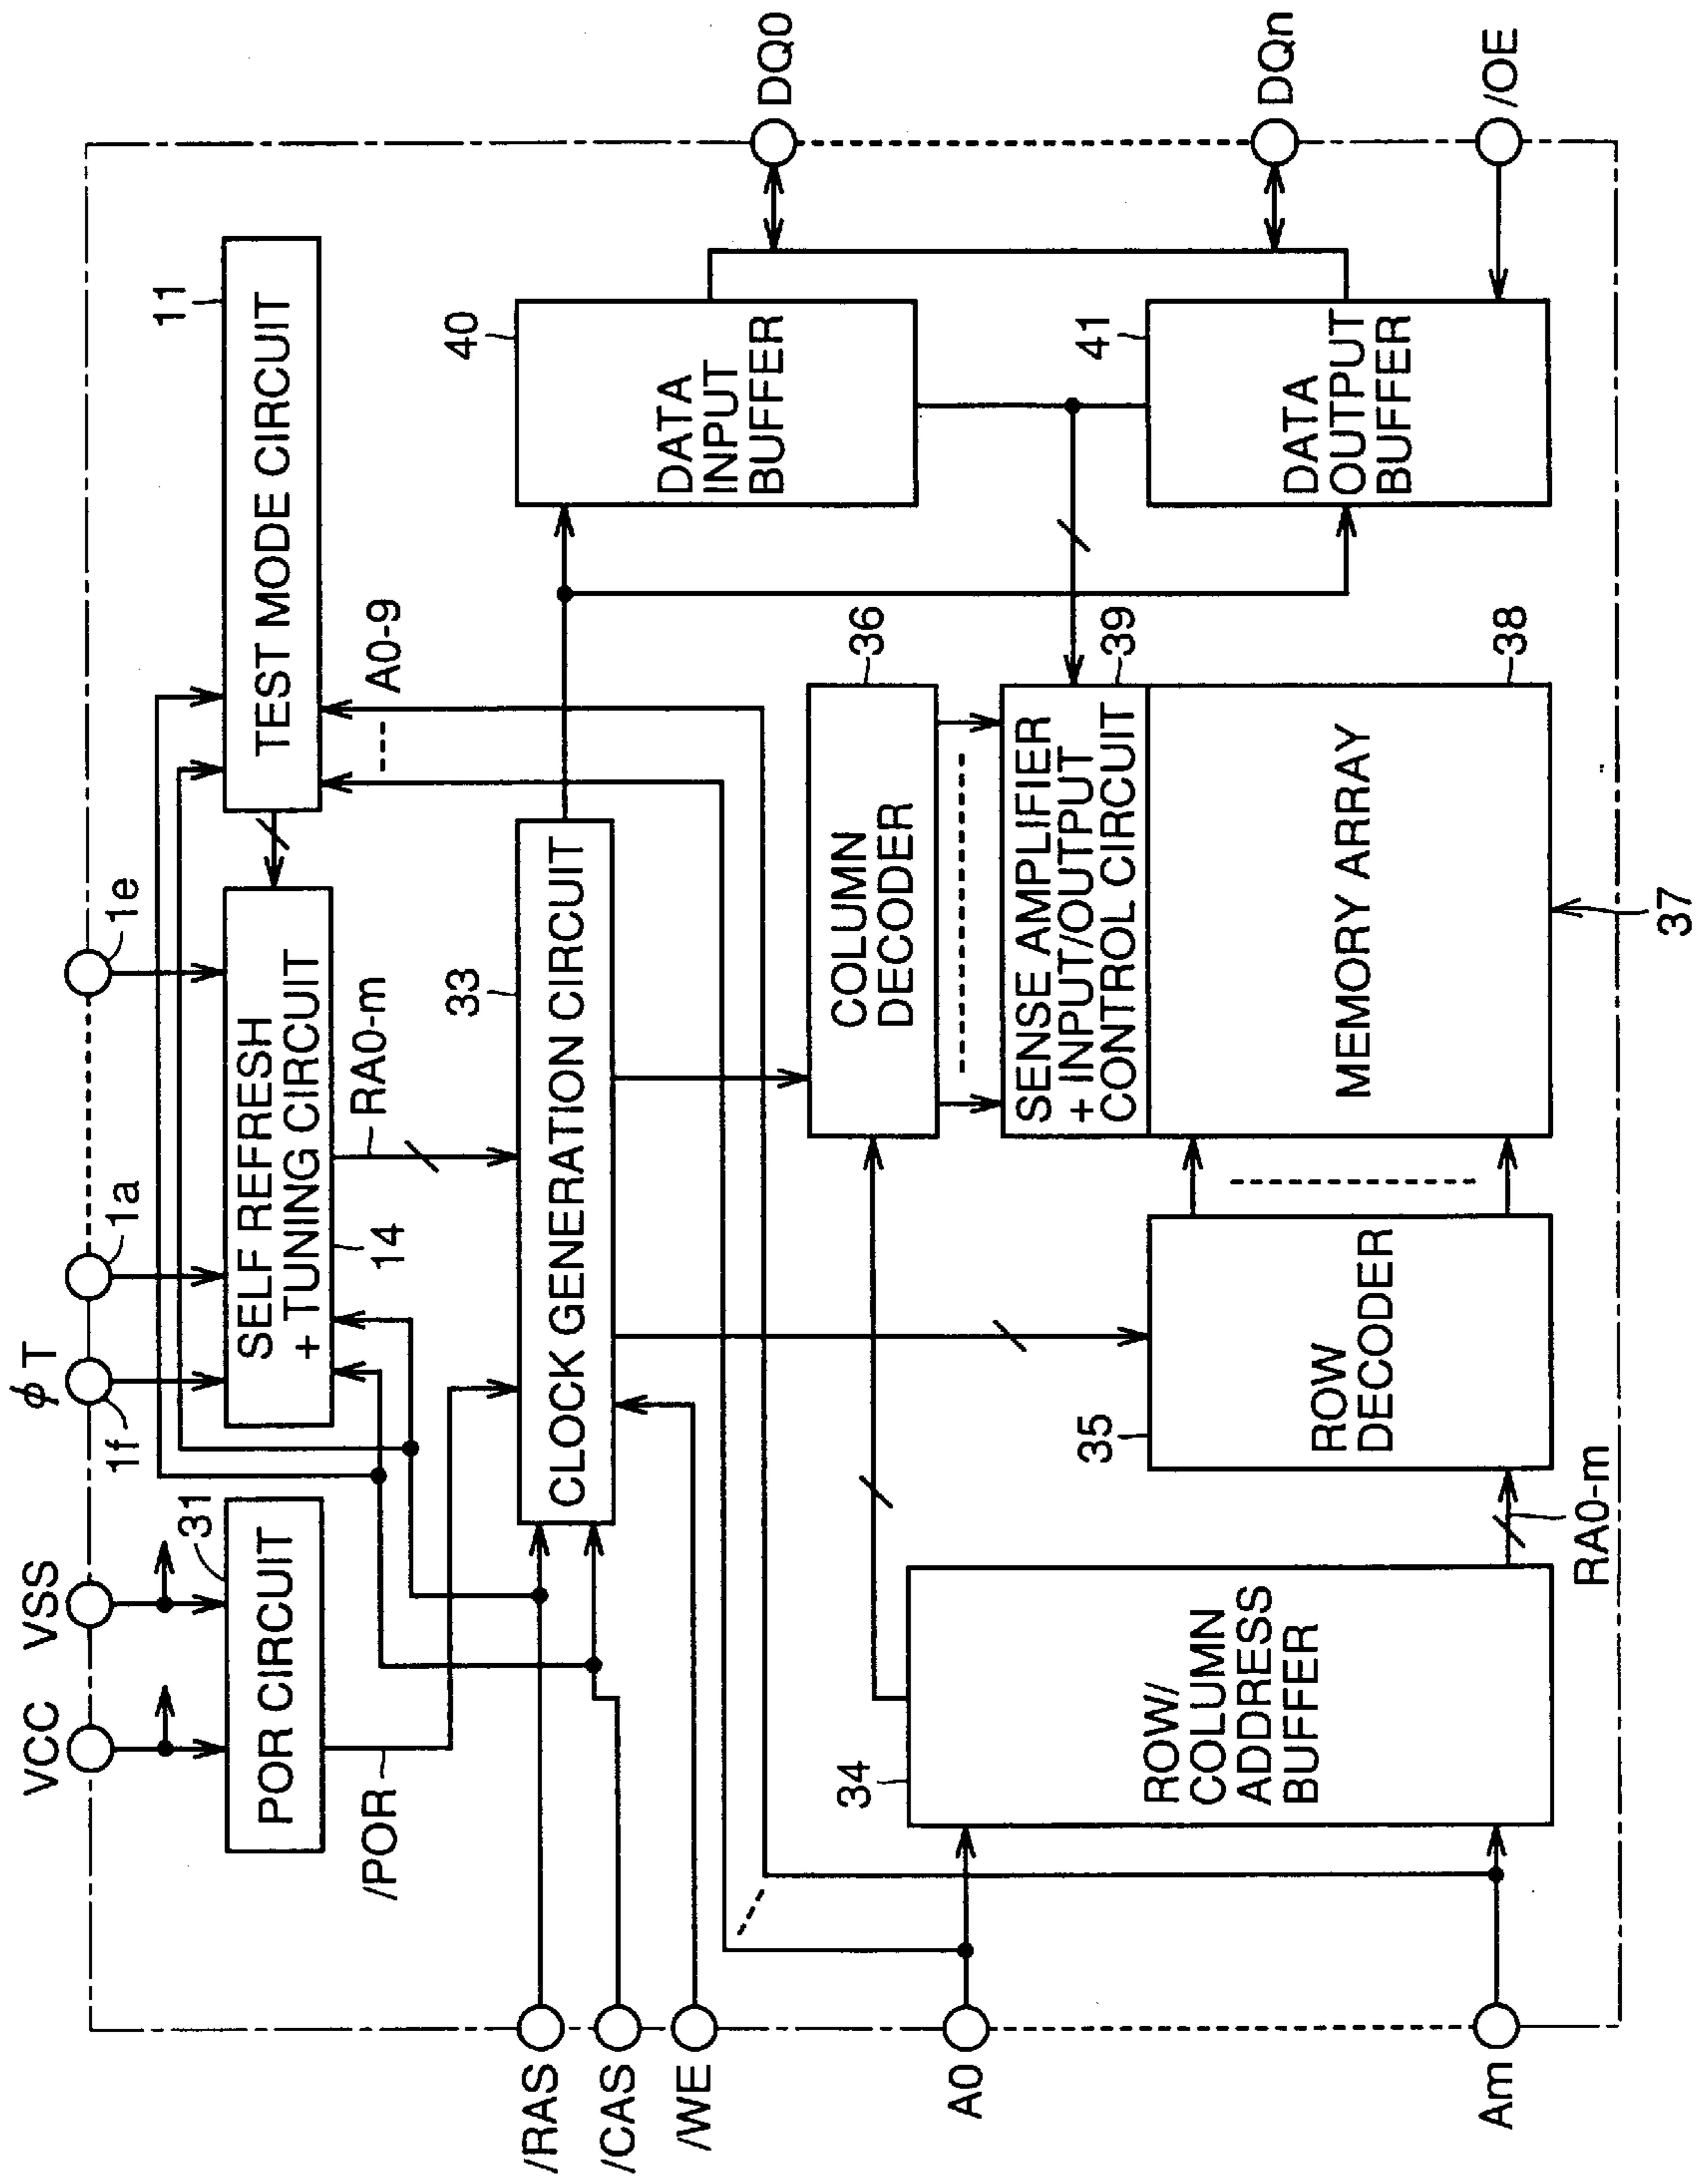 VCC
VSS
φT
1f
1a
1e
31
POR CIRCUIT
/POR
SELF REFRESH
+ TUNING CIRCUIT
14
RA0-m
11
TEST MODE CIRCUIT
A0-9
33
CLOCK GENERATION CIRCUIT
/RAS
/CAS
/WE
A0
Am
34
ROW/
COLUMN
ADDRESS
BUFFER
RA0-m
35
ROW
DECODER
36
COLUMN
DECODER
39
SENSE AMPLIFIER
+ INPUT/OUTPUT
CONTROL CIRCUIT
38
MEMORY ARRAY
37
40
DATA
INPUT
BUFFER
41
DATA
OUTPUT
BUFFER
DQ0
DQn
/OE